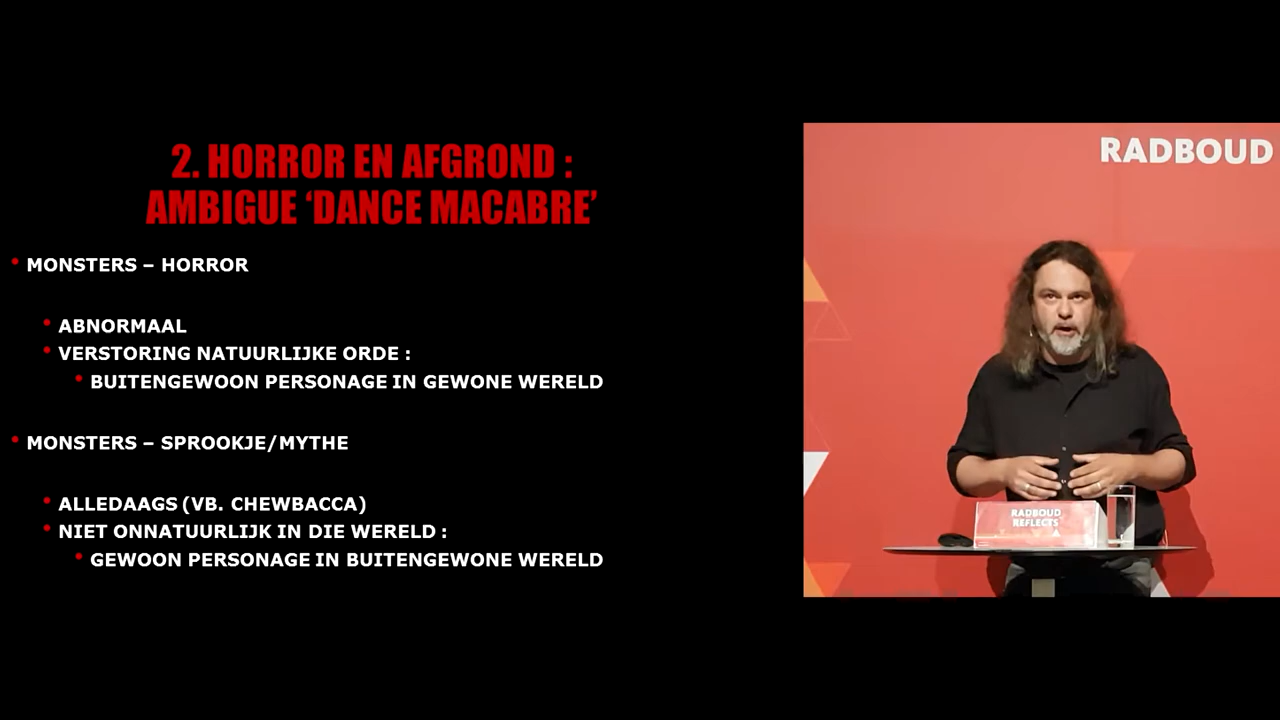 2. HORROR EN AFGROND :
AMBIGUE ‘DANCE MACABRE’
• MONSTERS – HORROR
• ABNORMAAL
• VERSTORING NATUURLIJKE ORDE :
• BUITENGEWOON PERSONAGE IN GEWONE WERELD
• MONSTERS – SPROOKJE/MYTHE
• ALLEDAAGS (VB. CHEWBACCA)
• NIET ONNATUURLIJK IN DIE WERELD :
• GEWOON PERSONAGE IN BUITENGEWONE WERELD
RADBOUD
RADBOUD
REFLECTS